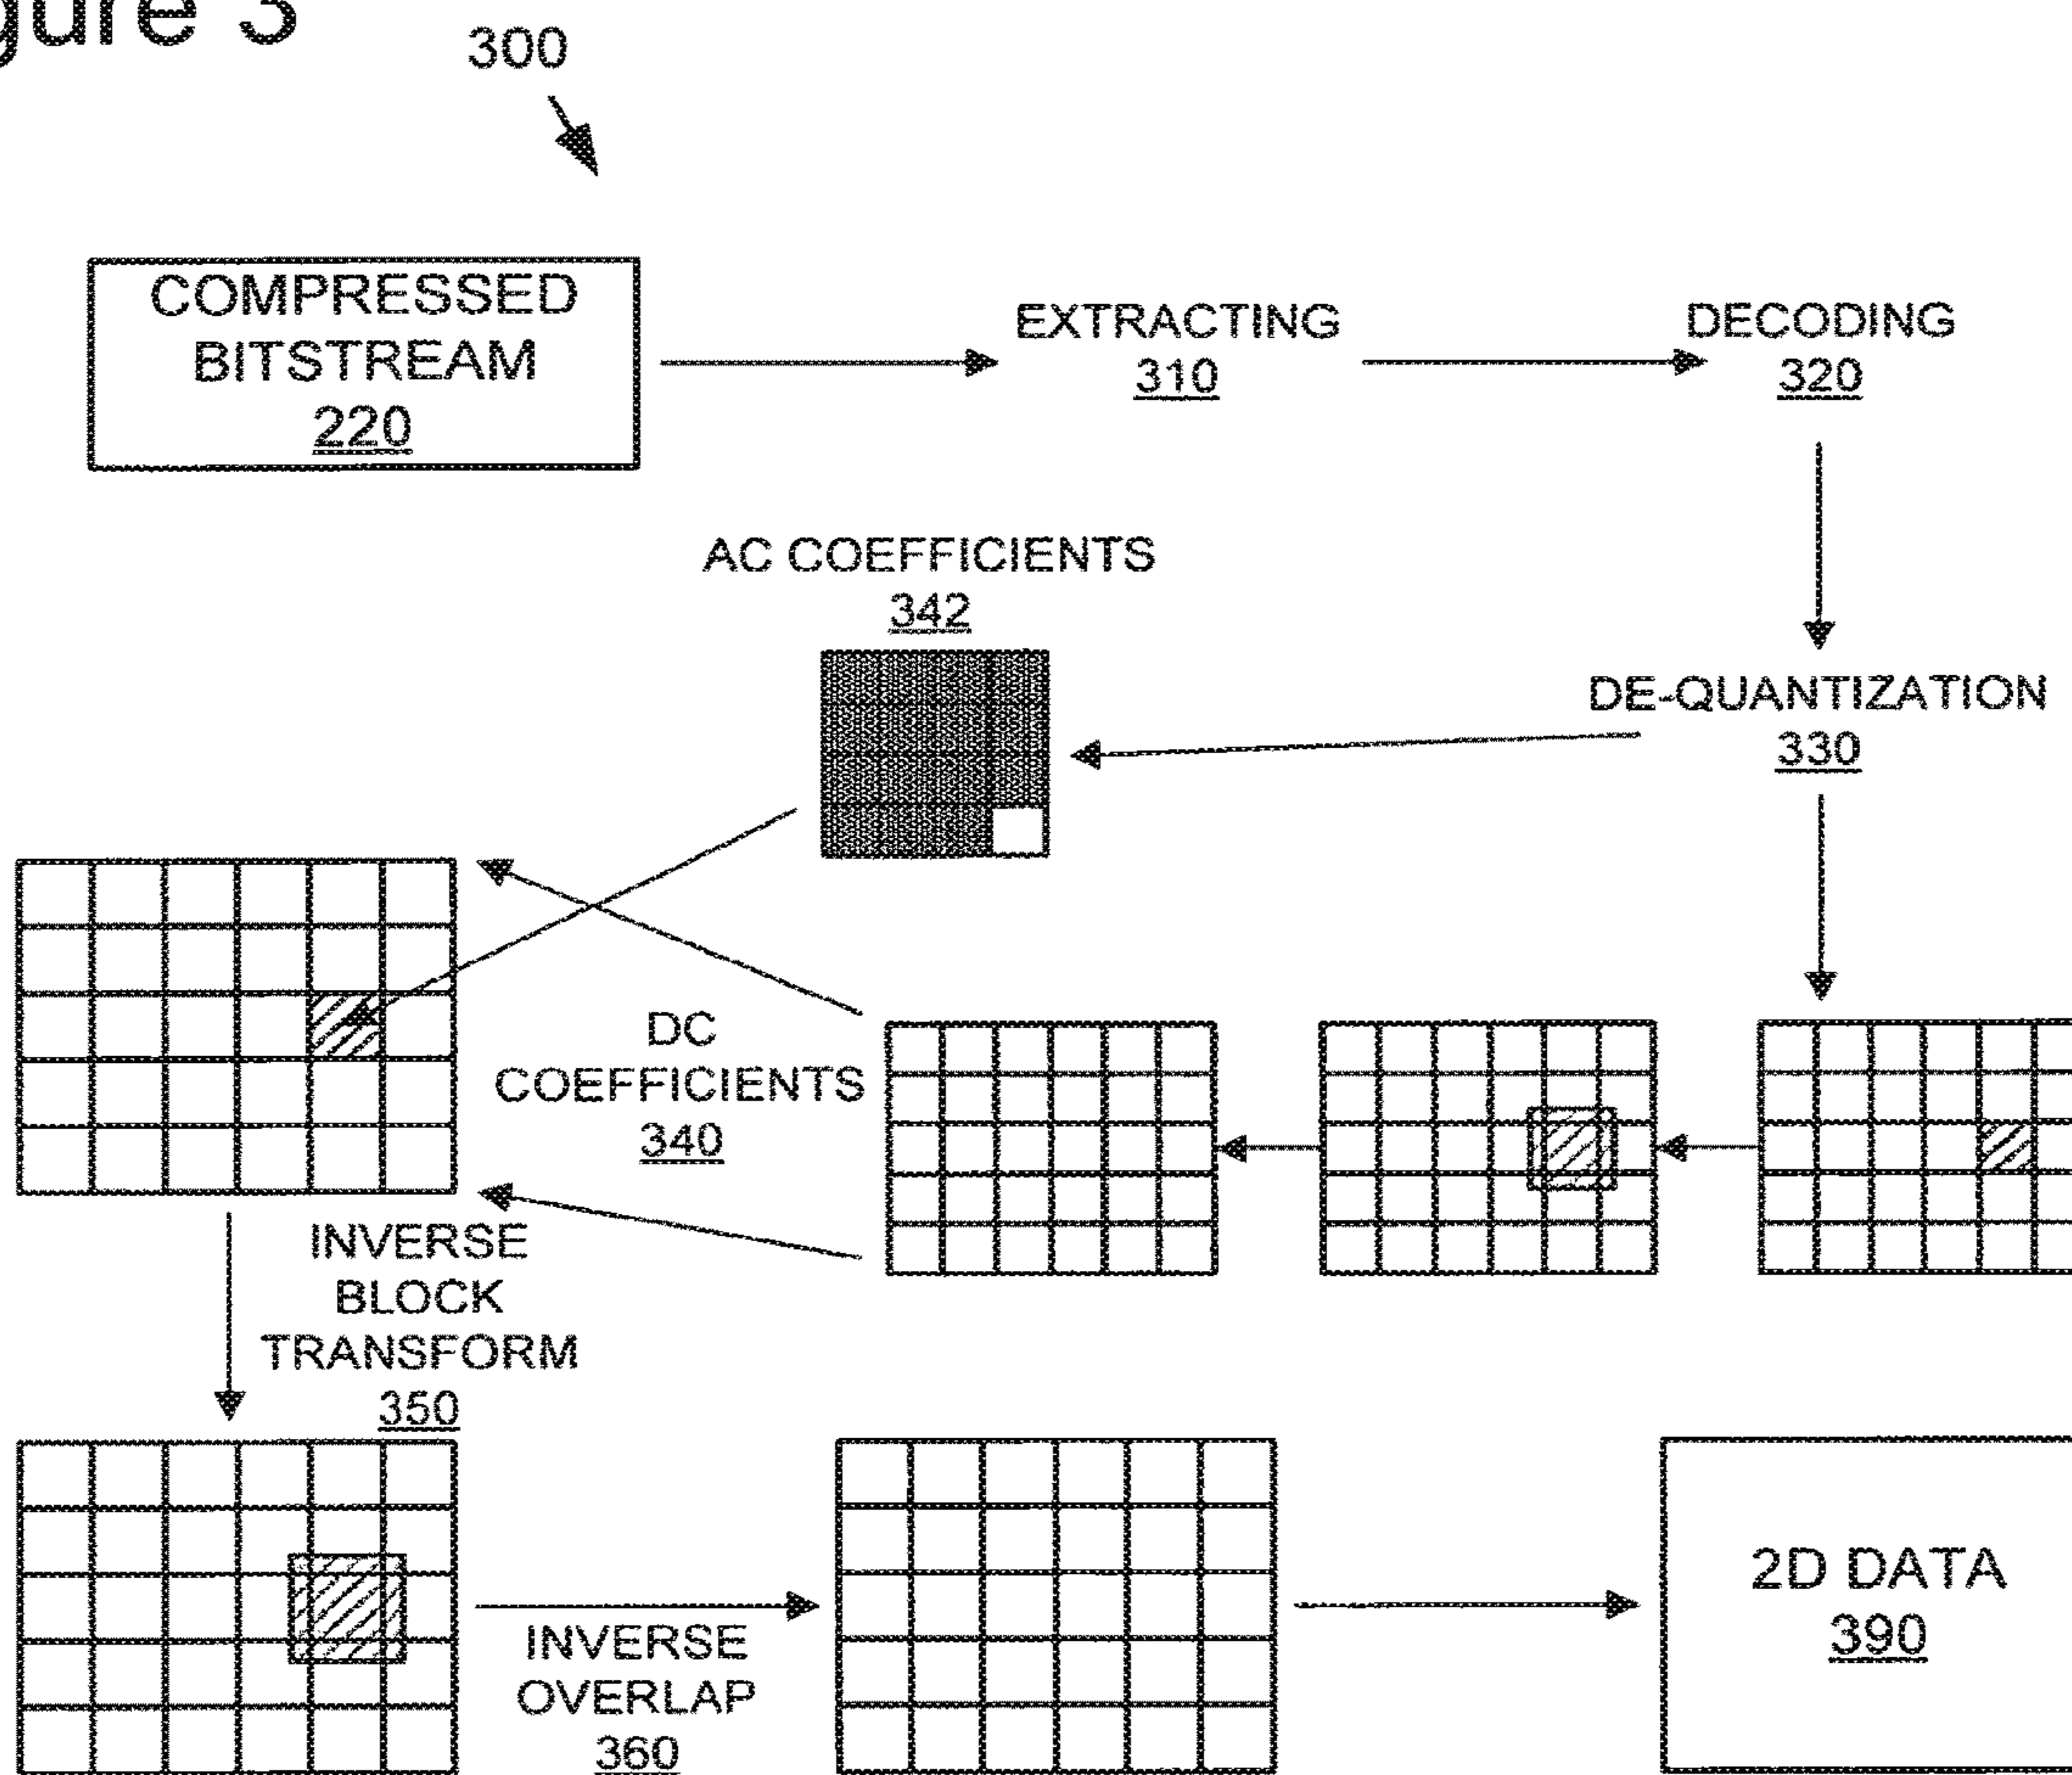 gure 3
300
COMPRESSED
BITSTREAM
220
EXTRACTING
310
DECODING
320
AC COEFFICIENTS
342
DE-QUANTIZATION
330
DC
COEFFICIENTS
340
INVERSE
BLOCK
TRANSFORM
350
INVERSE
OVERLAP
360
2D DATA
390